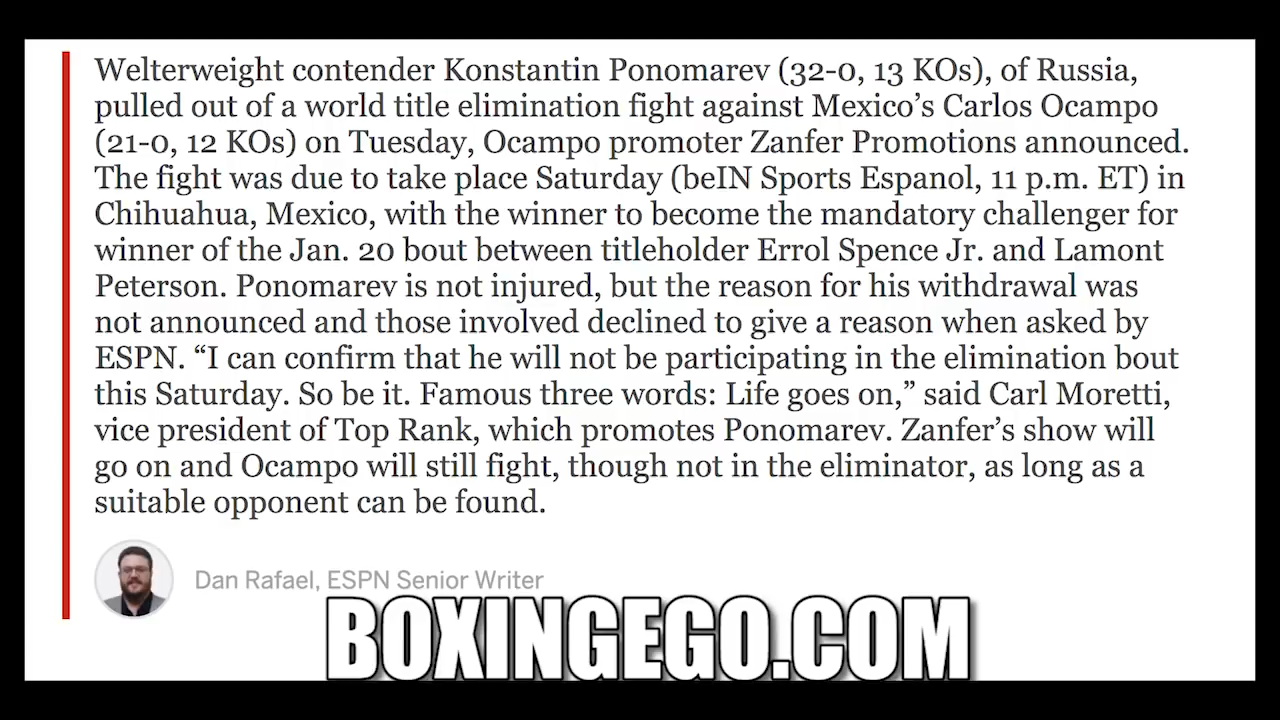 Welterweight contender Konstantin Ponomarev (32-0, 13 KOs), of Russia,
pulled out of a world title elimination fight against Mexico’s Carlos Ocampo
(21-0, 12 KOs) on Tuesday, Ocampo promoter Zanfer Promotions announced.
The fight was due to take place Saturday (beIN Sports Espanol, 11 p.m. ET) in
Chihuahua, Mexico, with the winner to become the mandatory challenger for
winner of the Jan. 20 bout between titleholder Errol Spence Jr. and Lamont
Peterson. Ponomarev is not injured, but the reason for his withdrawal was
not announced and those involved declined to give a reason when asked by
ESPN. “I can confirm that he will not be participating in the elimination bout
this Saturday. So be it. Famous three words: Life goes on,” said Carl Moretti,
vice president of Top Rank, which promotes Ponomarev. Zanfer’s show will
go on and Ocampo will still fight, though not in the eliminator, as long as a
suitable opponent can be found.
Dan Rafael, ESPN Senior Writer
BOXINGEGO.COM